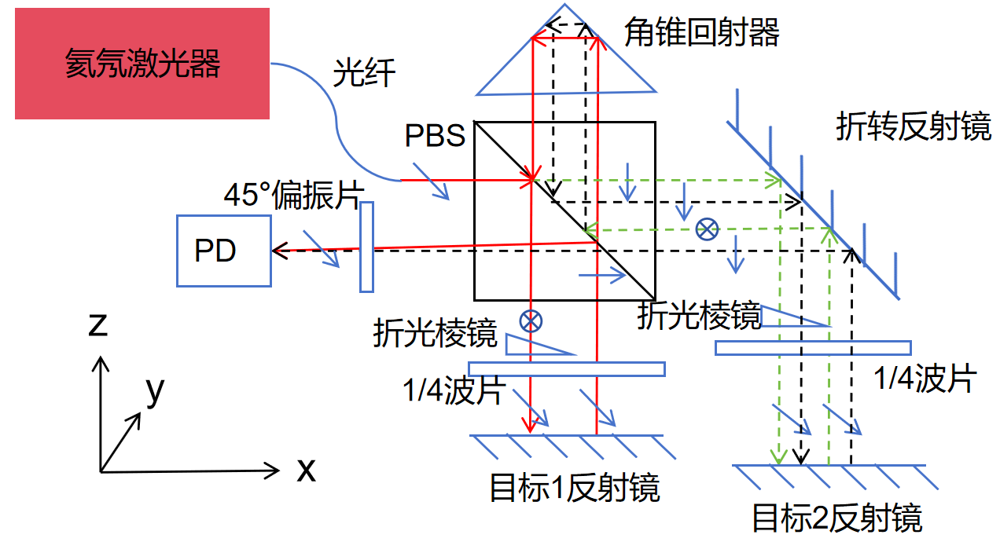 氦氖激光器
光纤
角锥回射器
PBS
折转反射镜
45°偏振片
PD
折光棱镜
折光棱镜
1/4波片
1/4波片
z
y
x
目标1反射镜
目标2反射镜